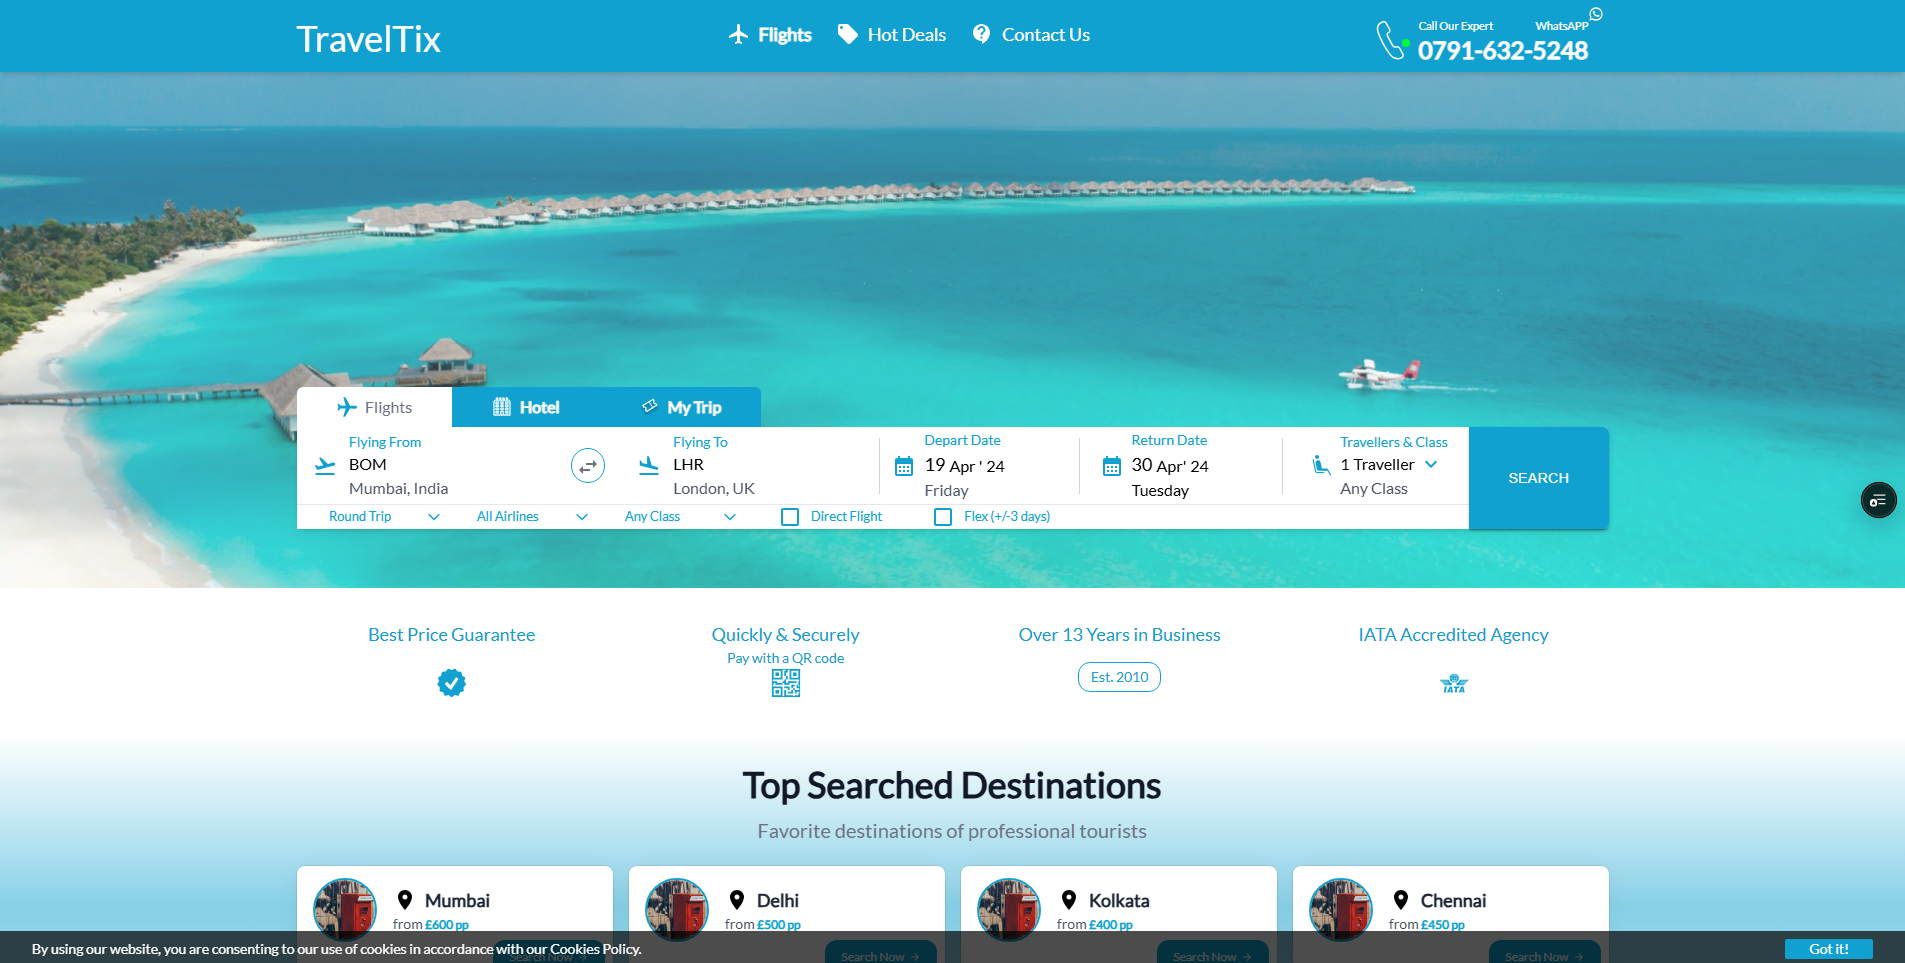 TravelTix
Flights
Hot Deals
Contact Us
Call Our Expert
WhatsAPP
0791-632-5248
Flights
Hotel
My Trip
Flying From
BOM
Mumbai, India
Flying To
LHR
London, UK
Depart Date
19 Apr ' 24
Friday
Return Date
30 Apr' 24
Tuesday
Travellers & Class
1 Traveller
Any Class
SEARCH
Round Trip
All Airlines
Any Class
Direct Flight
Flex (+/-3 days)
Best Price Guarantee
Quickly & Securely
Pay with a QR code
Over 13 Years in Business
Est. 2010
IATA Accredited Agency
IATA
Top Searched Destinations
Favorite destinations of professional tourists
Mumbai
from £600 pp
Search Now
Delhi
from £500 pp
Search Now
Kolkata
from £400 pp
Search Now
Chennai
from £450 pp
Search Now
By using our website, you are consenting to our use of cookies in accordance with our Cookies Policy.
Got it!